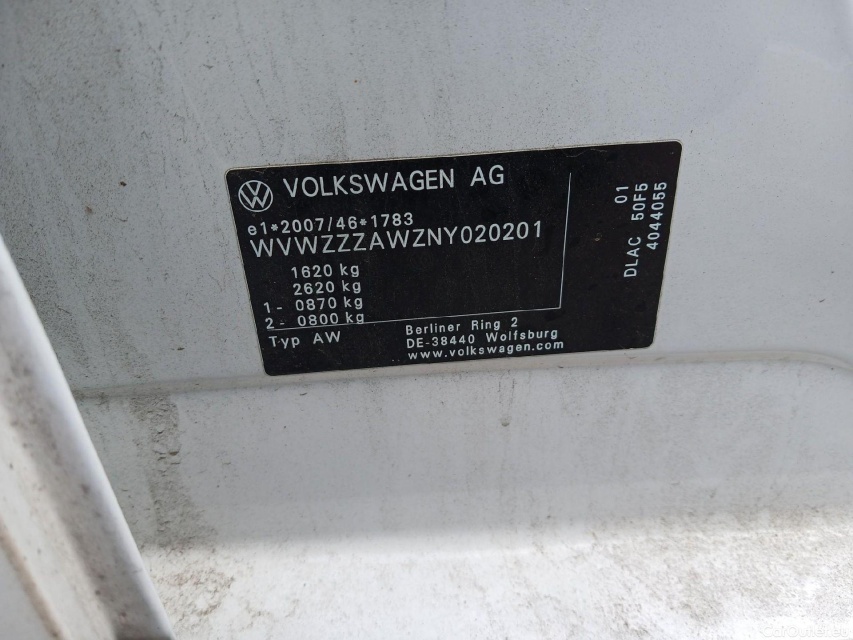 VOLKSWAGEN AG
e1*2007/46*1783
WVWZZZAWZNY020201
1620 kg
2620 kg
1- 0870 kg
2- 0800 kg
Typ AW
Berliner Ring 2
DE-38440 Wolfsburg
www.volkswagen.com
01
DLAC 50F5
4044055